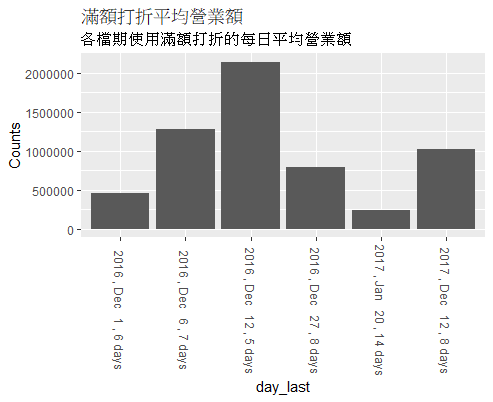 滿額打折平均營業額
各檔期使用滿額打折的每日平均營業額
Counts
2000000
1500000
1000000
500000
0
2016 , Dec 1 , 6 days
2016 , Dec 6 , 7 days
2016 , Dec 12 , 5 days
2016 , Dec 27 , 8 days
2017 , Jan 20 , 14 days
2017 , Dec 12 , 8 days
day_last